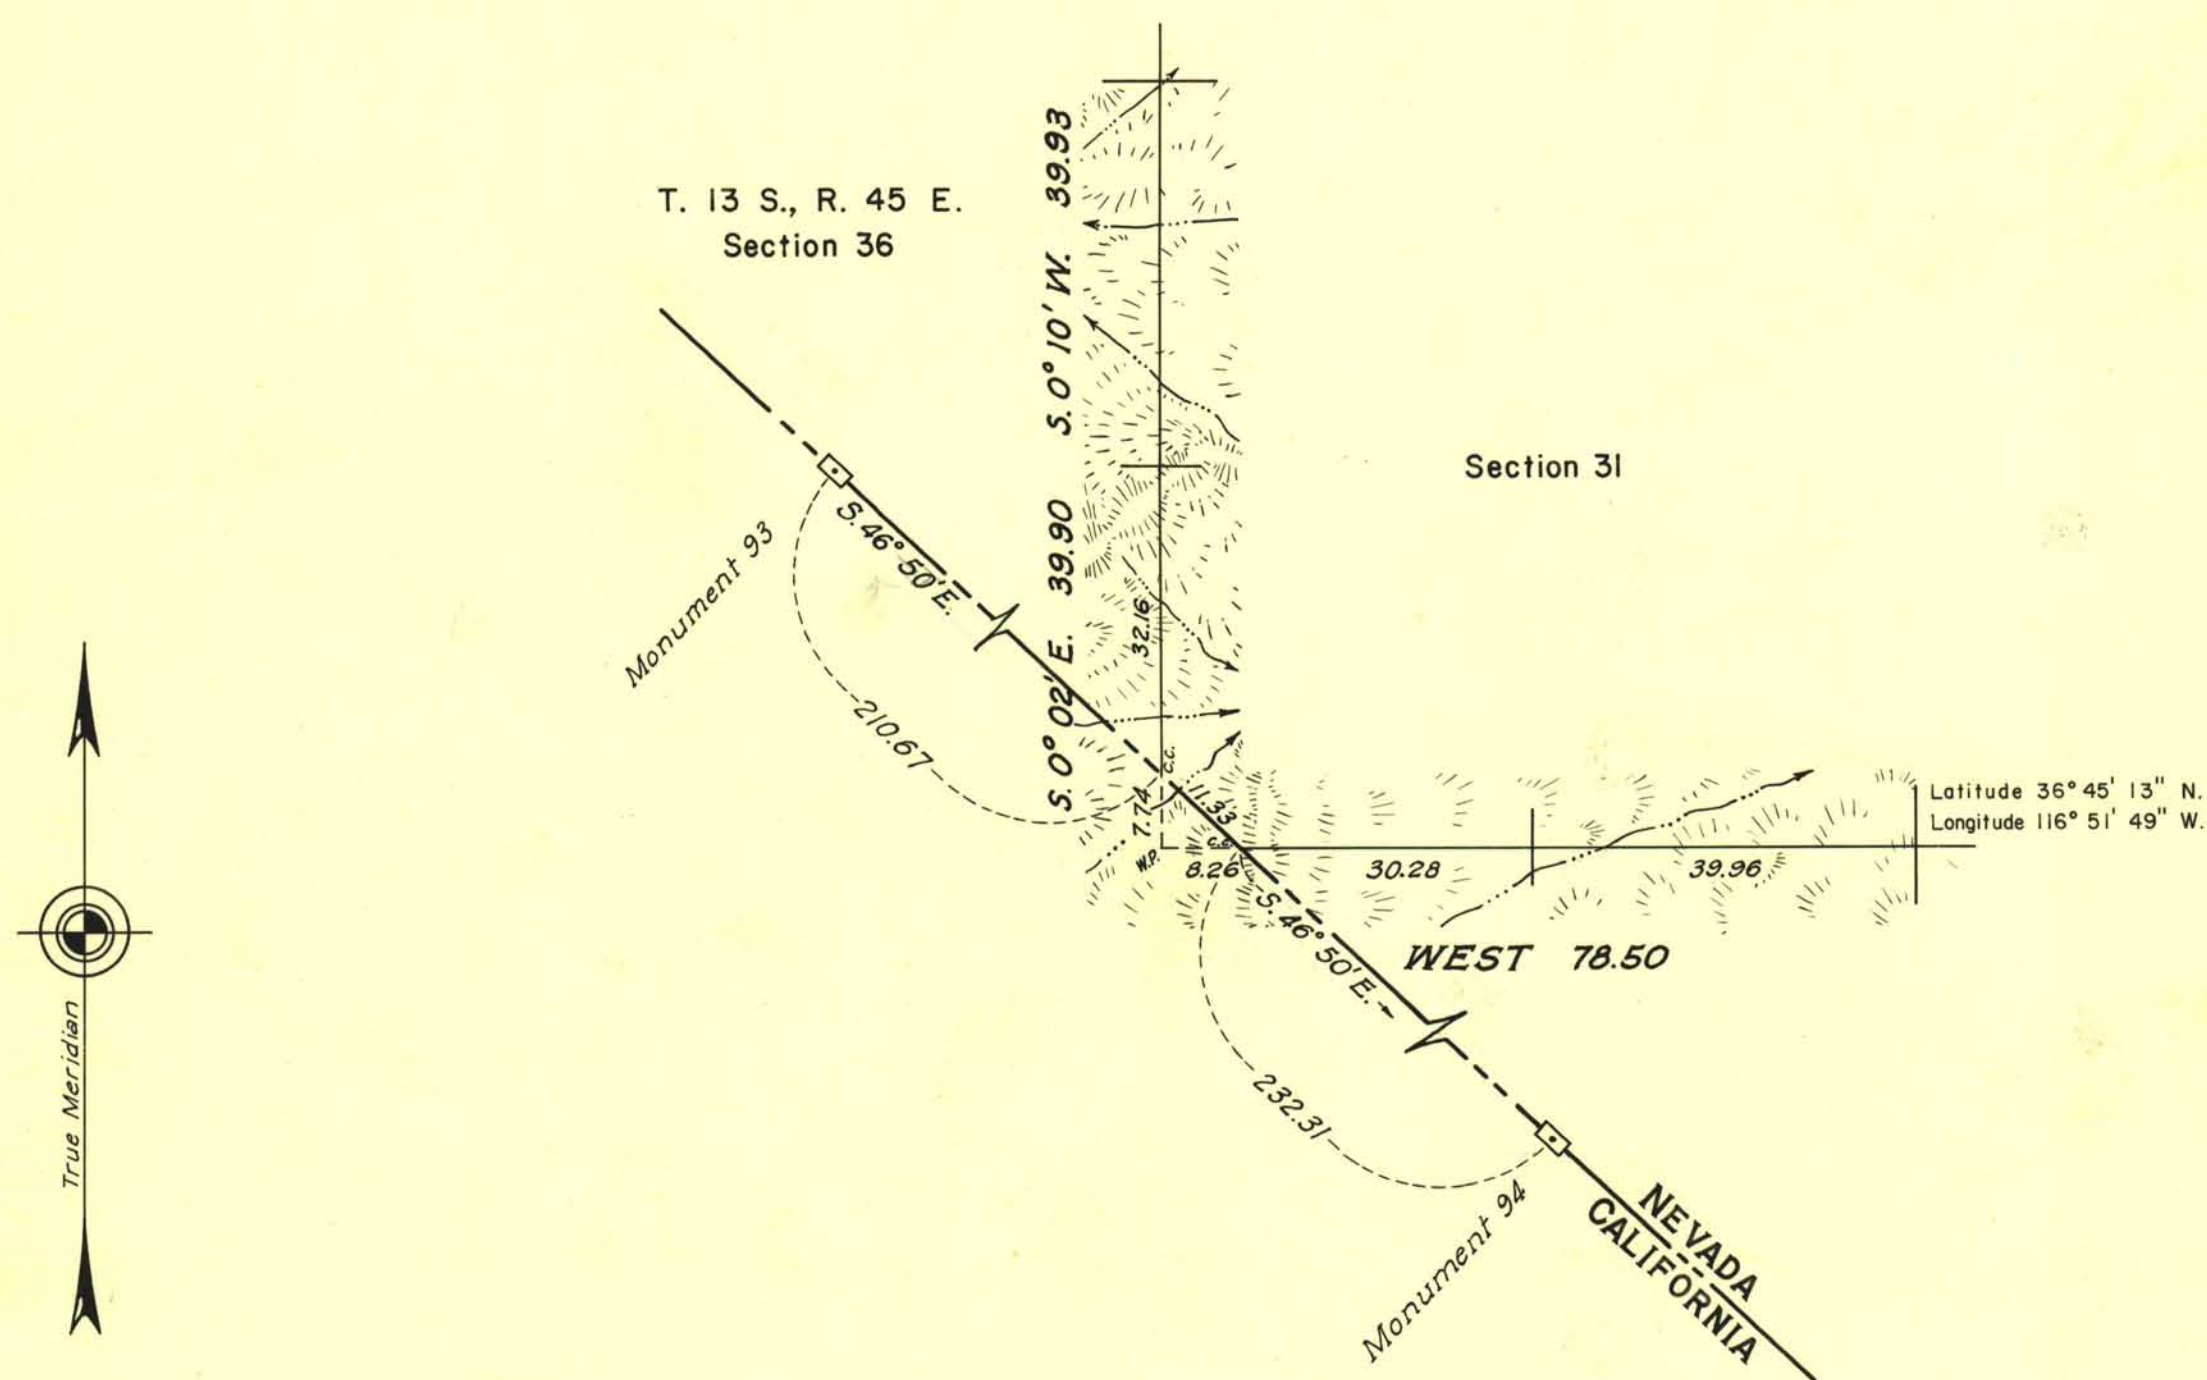 T. 13 S., R. 45 E.
Section 36
S. 0° 10' W. 39.93
Section 31
S. 46° 50' E.
Monument 93
S. 0° 02' E. 39.90
32.16
210.67
C.C.
7.74
11.33
C.C.
W.P.
8.26
30.28
39.96
Latitude 36° 45' 13" N.
Longitude 116° 51' 49" W.
S. 46° 50' E.
WEST 78.50
232.31
Monument 94
NEVADA
CALIFORNIA
True Meridian